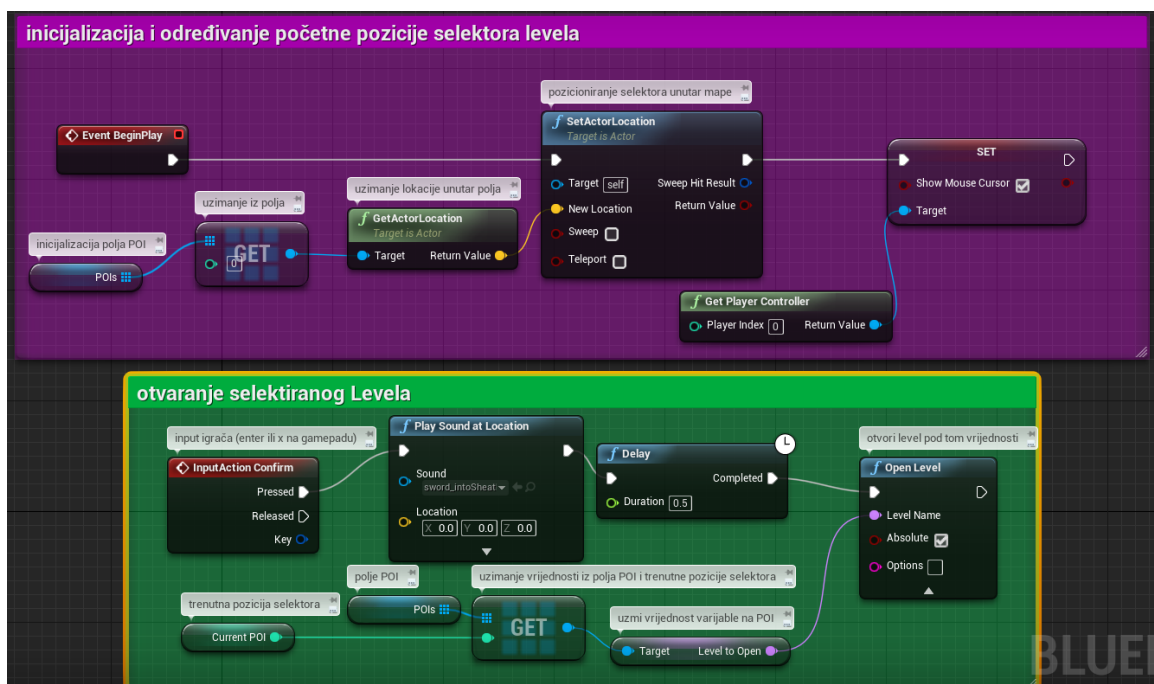 inicijalizacija i određivanje početne pozicije selektora levela
pozicioniranje selektora unutar mape
Event BeginPlay
SetActorLocation
Target is Actor
SET
Target self
Sweep Hit Result
Show Mouse Cursor
uzimanje lokacije unutar polja
uzimanje iz polja
New Location
Return Value
Target
GetActorLocation
Target is Actor
Sweep
inicijalizacija polja POI
GET
0
Target
Return Value
Teleport
POIs
Get Player Controller
Player Index 0
Return Value
otvaranje selektiranog Levela
input igrača (enter ili x na gamepadu)
Play Sound at Location
otvori level pod tom vrijednosti
InputAction Confirm
Delay
Open Level
Pressed
Sound
sword_intoSheat
Completed
Released
Duration 0.5
Level Name
Key
Location
X 0.0 Y 0.0 Z 0.0
Absolute
Options
polje POI
uzimanje vrijednosti iz polja POI i trenutne pozicije selektora
trenutna pozicija selektora
POIs
GET
uzmi vrijednost varijable na POI
Current POI
Target
Level to Open